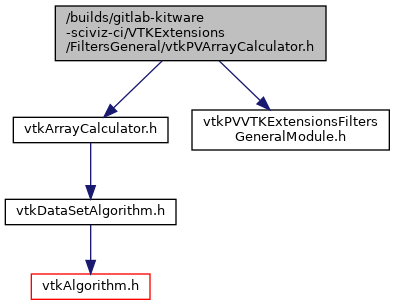 /builds/gitlab-kitware
-sciviz-ci/VTKExtensions
/FiltersGeneral/vtkPVArrayCalculator.h
vtkArrayCalculator.h
vtkPVVTKExtensionsFilters
GeneralModule.h
vtkDataSetAlgorithm.h
vtkAlgorithm.h